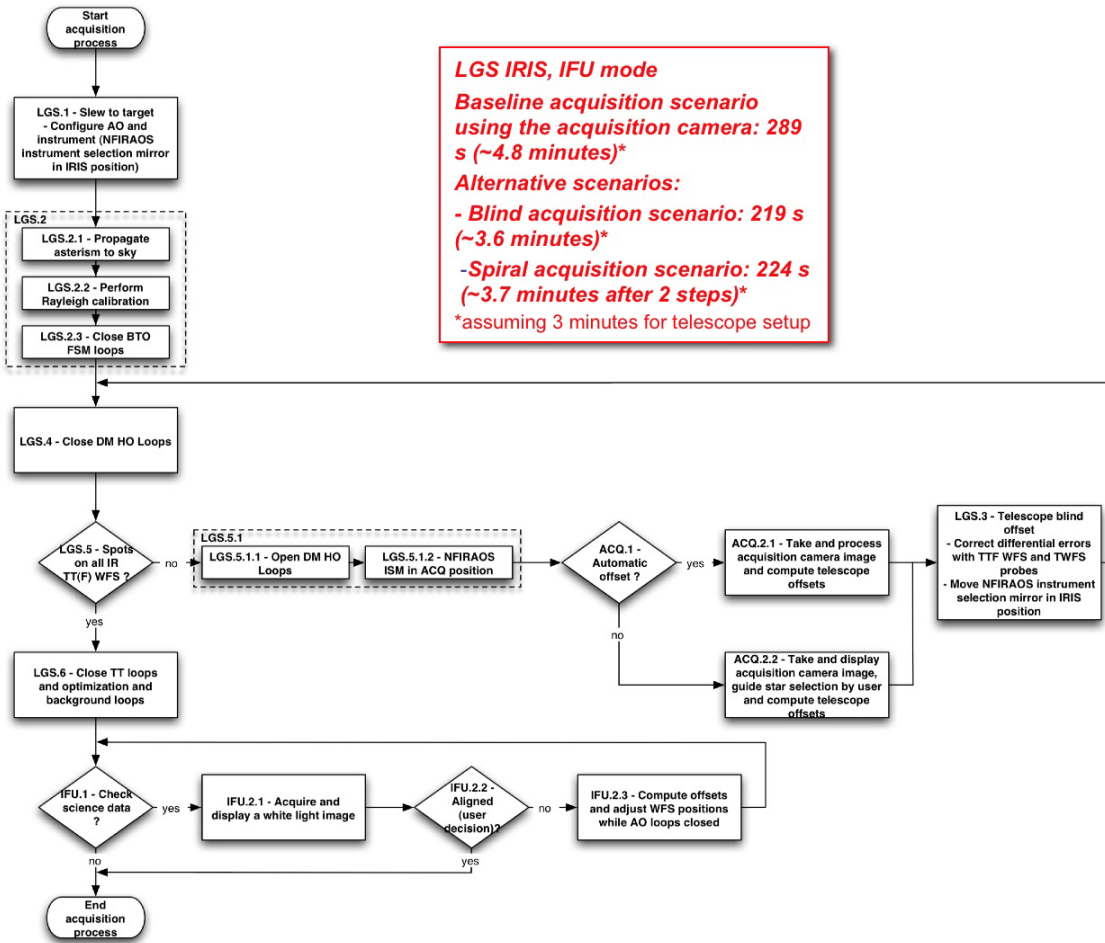 Start
acquisition
process
LGS.1 - Slew to target
- Configure AO and
instrument (NFIRAOS
instrument selection mirror
in IRIS position)
LGS IRIS, IFU mode
Baseline acquisition scenario
using the acquisition camera: 289
s (~4.8 minutes)*
Alternative scenarios:
- Blind acquisition scenario: 219 s
(~3.6 minutes)*
-Spiral acquisition scenario: 224 s
(~3.7 minutes after 2 steps)*
*assuming 3 minutes for telescope setup
LGS.2
LGS.2.1 - Propagate
asterism to sky
LGS.2.2 - Perform
Rayleigh calibration
LGS.2.3 - Close BTO
FSM loops
LGS.4 - Close DM HO Loops
LGS.5 - Spots
on all IR
TT(F) WFS ?
no
yes
LGS.5.1
LGS.5.1.1 - Open DM HO
Loops
LGS.5.1.2 - NFIRAOS
ISM in ACQ position
ACQ.1 -
Automatic
offset ?
yes
no
ACQ.2.1 - Take and process
acquisition camera image
and compute telescope
offsets
LGS.3 - Telescope blind
offset
- Correct differential errors
with TTF WFS and TWFS
probes
- Move NFIRAOS instrument
selection mirror in IRIS
position
ACQ.2.2 - Take and display
acquisition camera image,
guide star selection by user
and compute telescope
offsets
LGS.6 - Close TT loops
and optimization and
background loops
IFU.1 - Check
science data
?
yes
no
IFU.2.1 - Acquire and
display a white light image
IFU.2.2 -
Aligned
(user
decision)?
no
yes
IFU.2.3 - Compute offsets
and adjust WFS positions
while AO loops closed
End
acquisition
process